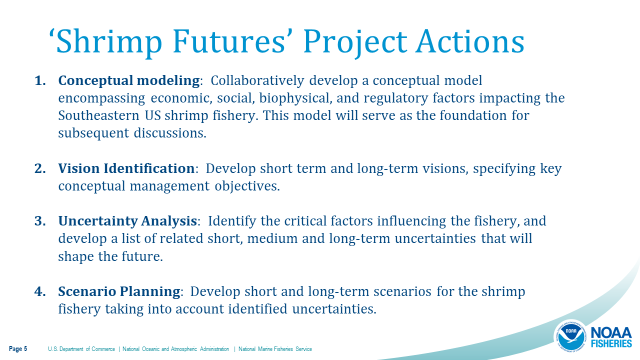 ‘Shrimp Futures’ Project Actions
1. Conceptual modeling: Collaboratively develop a conceptual model
encompassing economic, social, biophysical, and regulatory factors impacting the
Southeastern US shrimp fishery. This model will serve as the foundation for
subsequent discussions.
2. Vision Identification: Develop short term and long-term visions, specifying key
conceptual management objectives.
3. Uncertainty Analysis: Identify the critical factors influencing the fishery, and
develop a list of related short, medium and long-term uncertainties that will
shape the future.
4. Scenario Planning: Develop short and long-term scenarios for the shrimp
fishery taking into account identified uncertainties.
NOAA
NOAA
FISHERIES
Page 5 U.S. Department of Commerce | National Oceanic and Atmospheric Administration | National Marine Fisheries Service